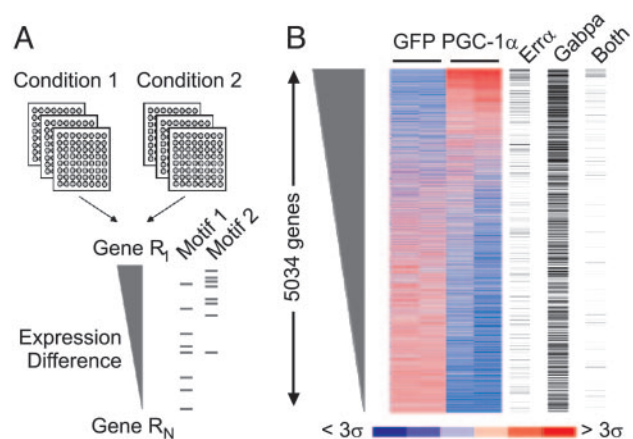 A
Condition 1
Condition 2
Gene R1
Motif 1
Motif 2
Expression
Difference
Gene RN
B
GFP PGC-1α
Errα
Gabpa
Both
5034 genes
< 3σ
> 3σ